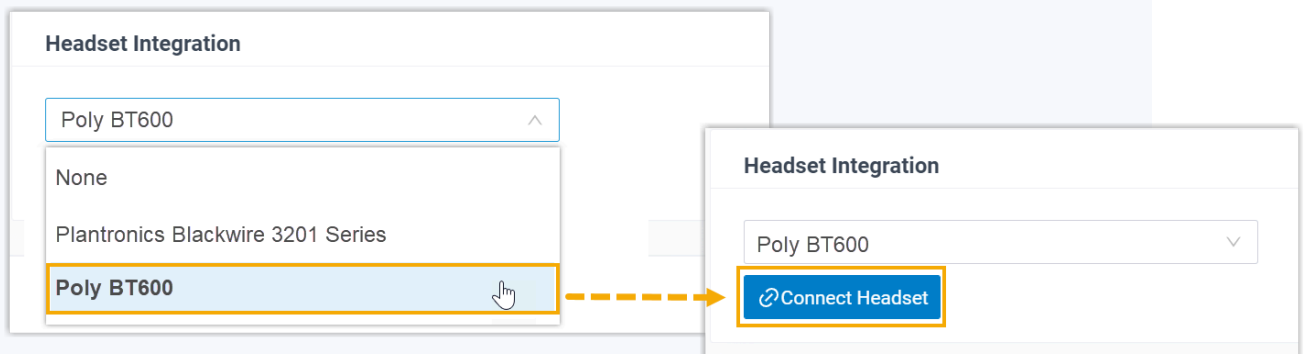 Headset Integration
Poly BT600
None
Plantronics Blackwire 3201 Series
Poly BT600
Headset Integration
Poly BT600
Connect Headset